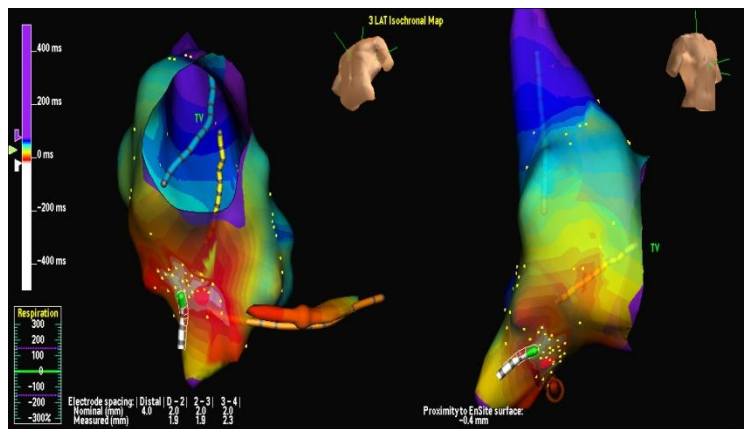 3 LAT Isochronal Map
400 ms
200 ms
0 ms
-200 ms
-400 ms
TV
TV
Respiration
300
200
100
0
-100
-200
-300%
Electrode spacing: | Distal | D - 2 | 2 - 3 | 3 - 4 |
Nominal (mm) 4.0 2.0 2.0 2.0
Measured (mm) 1.9 1.9 2.3
Proximity to EnSite surface:
-0.4 mm